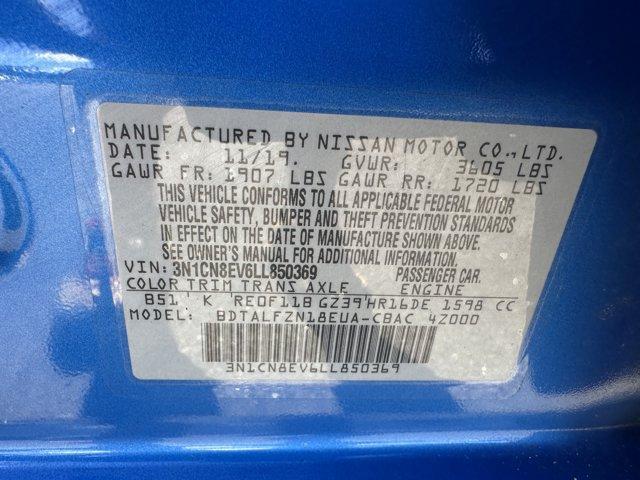 MANUFACTURED BY NISSAN MOTOR CO., LTD.
DATE: 11/19. GVWR: 3605 LBS
GAWR FR: 1907 LBS GAWR RR: 1720 LBS
THIS VEHICLE CONFORMS TO ALL APPLICABLE FEDERAL MOTOR
VEHICLE SAFETY, BUMPER AND THEFT PREVENTION STANDARDS
IN EFFECT ON THE DATE OF MANUFACTURE SHOWN ABOVE.
SEE OWNER'S MANUAL FOR ADDITIONAL INFORMATION.
VIN: 3N1CN8EV6LL850369 PASSENGER CAR.
COLOR TRIM TRANS AXLE ENGINE
B51 K RE0F11B GZ39 HR16DE 1598 CC
MODEL: BDTALFZN18EUA-CBAC 4Z000
3N1CN8EV6LL850369